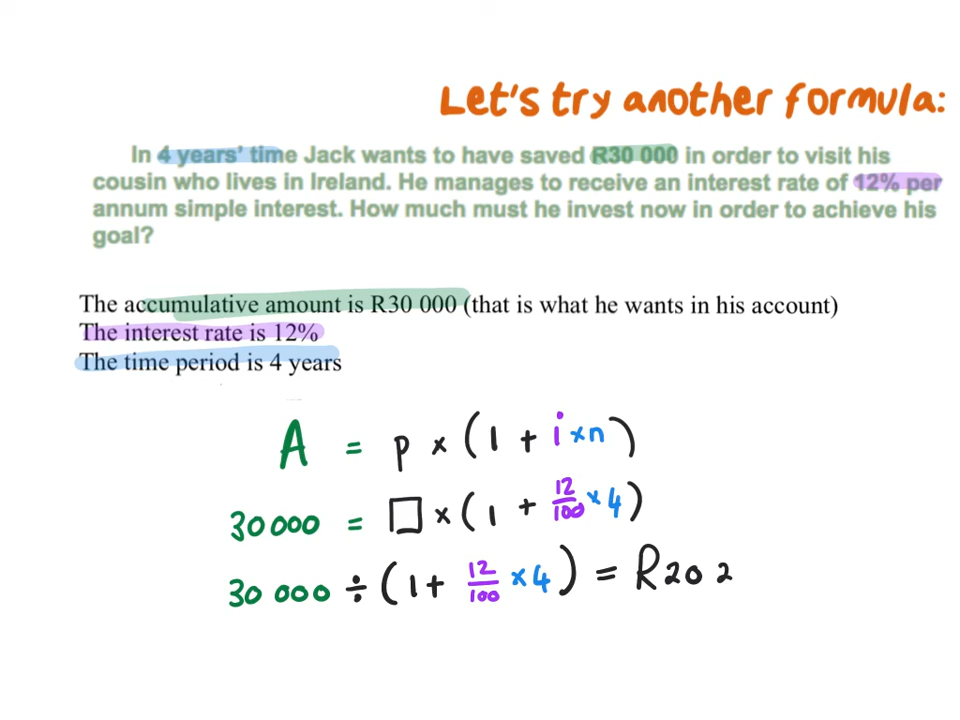 Let's try another formula:
In 4 years' time Jack wants to have saved R30 000 in order to visit his
cousin who lives in Ireland. He manages to receive an interest rate of 12% per
annum simple interest. How much must he invest now in order to achieve his
goal?
The accumulative amount is R30 000 (that is what he wants in his account)
The interest rate is 12%
The time period is 4 years
A = p × (1 + i × n)
30 000 = □ × (1 + 12/100 × 4)
30 000 ÷ (1 + 12/100 × 4) = R20 2